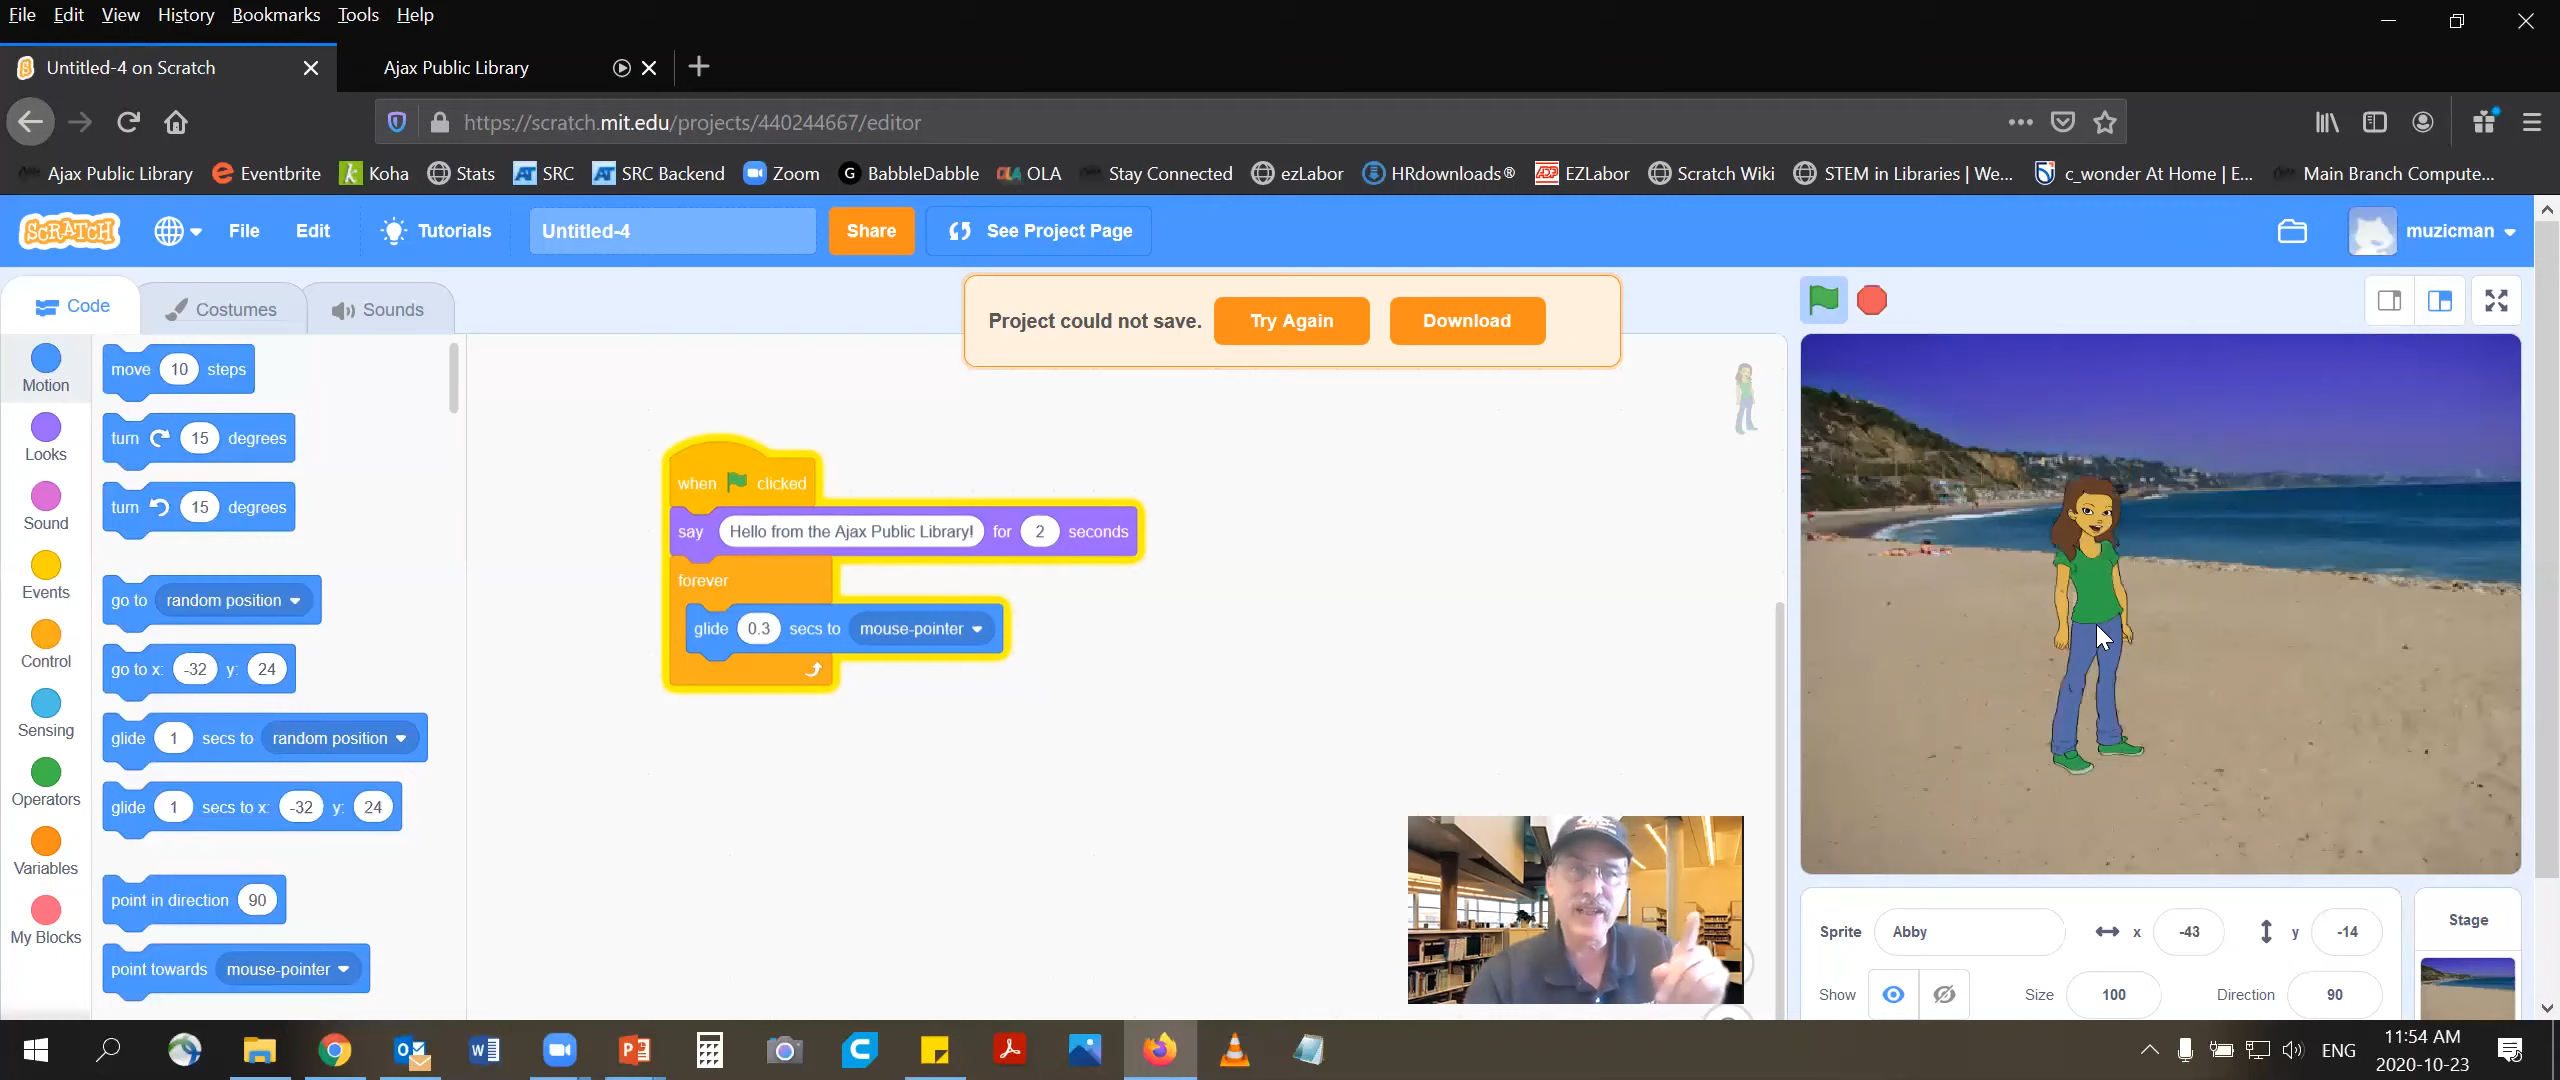 File Edit View History Bookmarks Tools Help
Untitled-4 on Scratch Ajax Public Library
https://scratch.mit.edu/projects/440244667/editor
Ajax Public Library Eventbrite Koha Stats SRC SRC Backend Zoom BabbleDabble OLA Stay Connected ezLabor HRdownloads® EZLabor Scratch Wiki STEM in Libraries | We... c_wonder At Home | E... Main Branch Compute...
SCRATCH File Edit Tutorials Untitled-4 Share See Project Page muzicman
Code Costumes Sounds
Project could not save. Try Again Download
Motion
Looks
Sound
Events
Control
Sensing
Operators
Variables
My Blocks
move 10 steps
turn 15 degrees
turn 15 degrees
go to random position
go to x: -32 y: 24
glide 1 secs to random position
glide 1 secs to x: -32 y: 24
point in direction 90
point towards mouse-pointer
when clicked
say Hello from the Ajax Public Library! for 2 seconds
forever
glide 0.3 secs to mouse-pointer
Sprite Abby x -43 y -14
Show Size 100 Direction 90
Stage
ENG
11:54 AM
2020-10-23